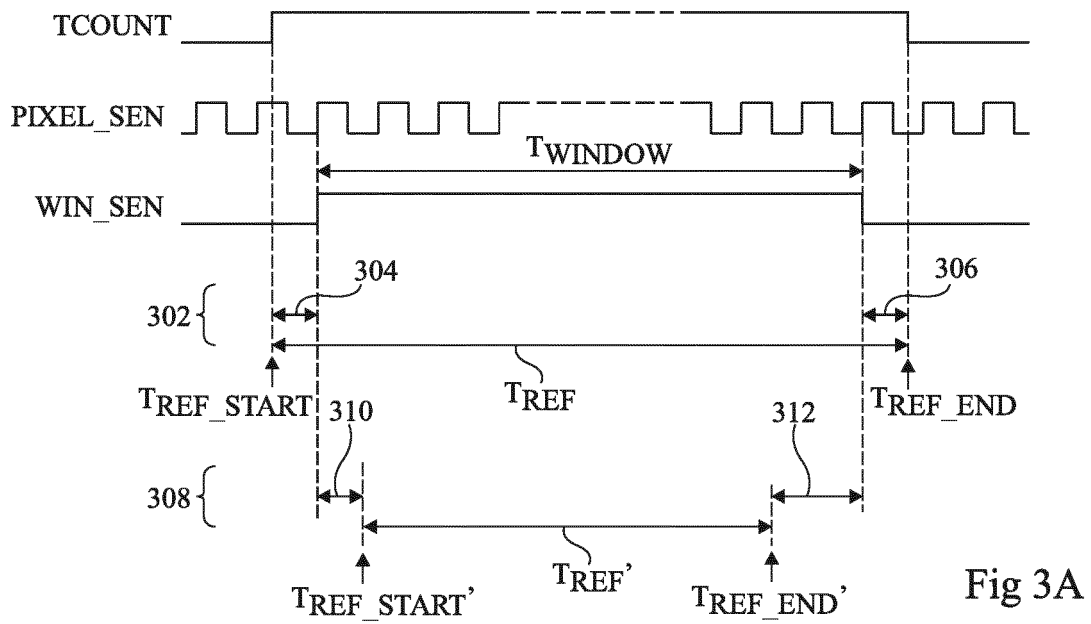 TCOUNT
PIXEL_SEN
TWINDOW
WIN_SEN
304
306
302
TREF_START
TREF
TREF_END
310
312
308
TREF'
TREF_START'
TREF_END'
Fig 3A